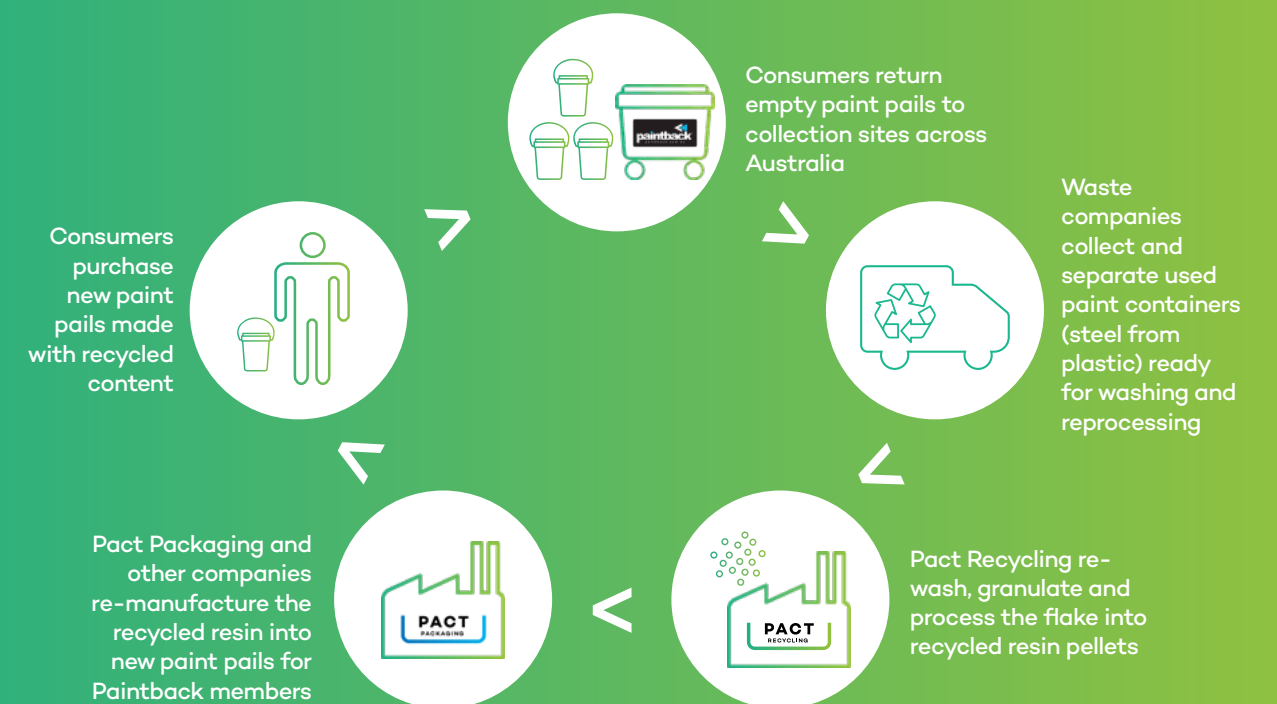 paintback
Consumers return
empty paint pails to
collection sites across
Australia
Waste
companies
collect and
separate used
paint containers
(steel from
plastic) ready
for washing and
reprocessing
Pact Recycling re-
wash, granulate and
process the flake into
recycled resin pellets
PACT
RECYCLING
Pact Packaging and
other companies
re-manufacture the
recycled resin into
new paint pails for
Paintback members
PACT
PACKAGING
Consumers
purchase
new paint
pails made
with recycled
content